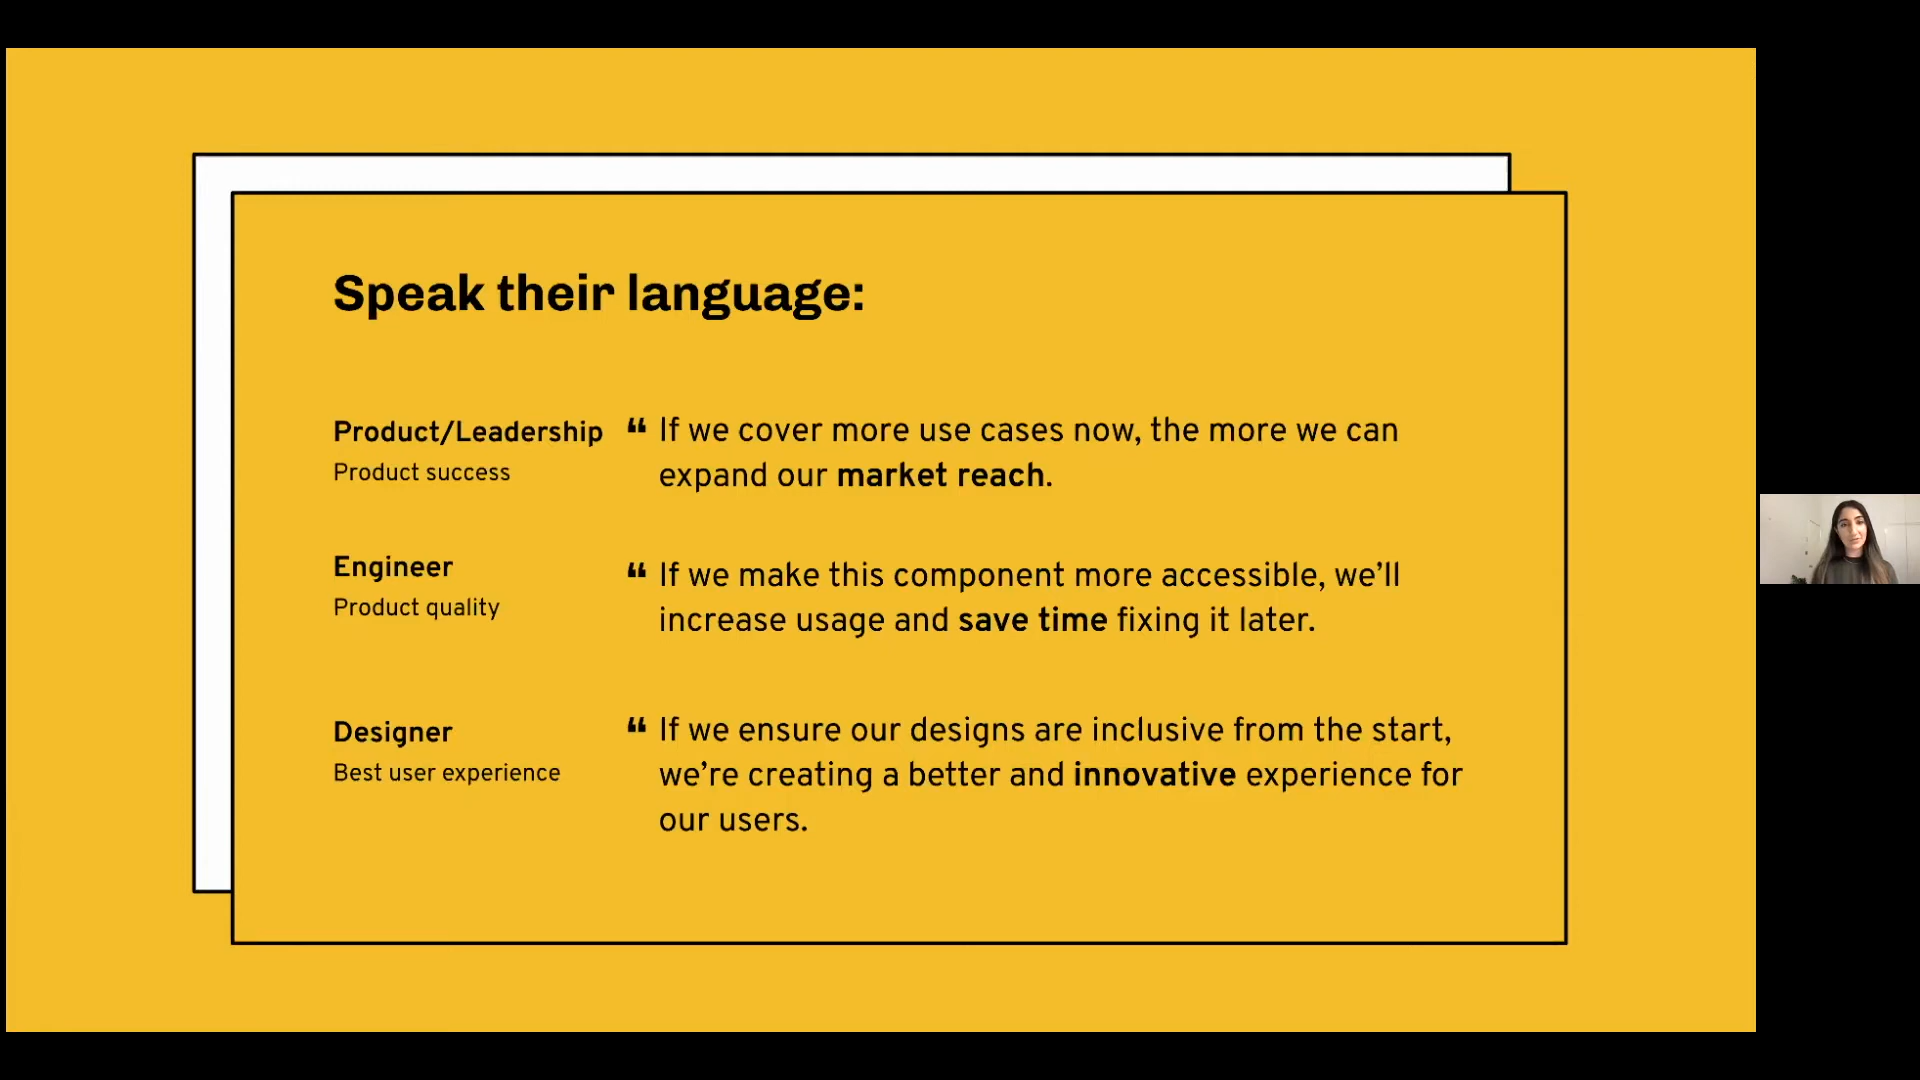 Speak their language:
Product/Leadership
Product success
❝ If we cover more use cases now, the more we can
expand our market reach.
Engineer
Product quality
❝ If we make this component more accessible, we’ll
increase usage and save time fixing it later.
Designer
Best user experience
❝ If we ensure our designs are inclusive from the start,
we’re creating a better and innovative experience for
our users.